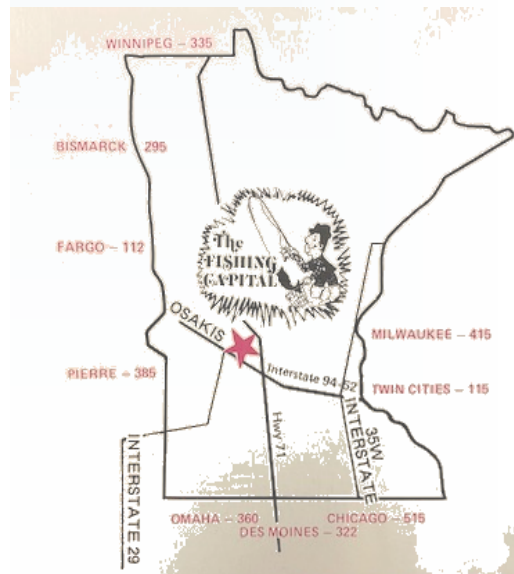 WINNIPEG – 335
BISMARCK 295
The
FISHING
CAPITAL
FARGO – 112
OSAKIS
MILWAUKEE – 415
PIERRE – 385
Interstate 94-52
TWIN CITIES – 115
Hwy 71
35W
INTERSTATE
INTERSTATE 29
OMAHA – 360
CHICAGO – 515
DES MOINES – 322